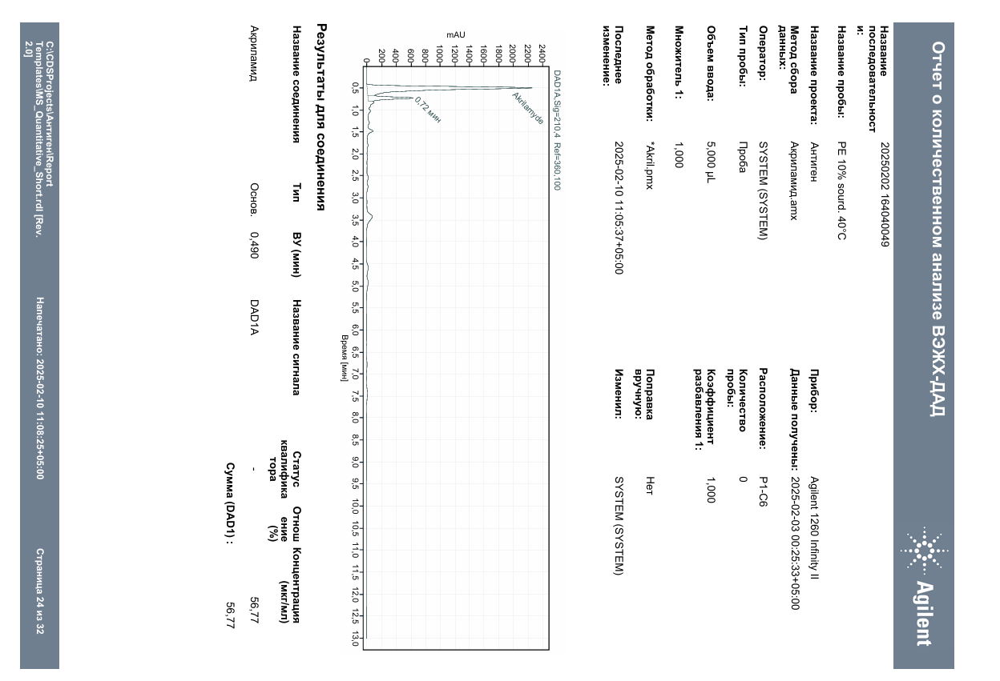 Отчет о количественном анализе ВЭЖХ-ДАД
Agilent
Название
последовательност
и:
20250202 164040049
Название пробы:
PE 10% sourd. 40°C
Название проекта:
Антиген
Прибор:
Agilent 1260 Infinity II
Метод сбора
данных:
Акриламид.amx
Данные получены:
2025-02-03 00:25:33+05:00
Оператор:
SYSTEM (SYSTEM)
Расположение:
P1-C6
Тип пробы:
Проба
Количество
пробы:
0
Объем ввода:
5,000 µL
Коэффициент
разбавления 1:
1,000
Множитель 1:
1,000
Метод обработки:
*Akril.pmx
Поправка
вручную:
Нет
Последнее
изменение:
2025-02-10 11:05:37+05:00
Изменил:
SYSTEM (SYSTEM)
DAD1A,Sig=210,4 Ref=360,100
mAU
2400
2200
2000
1800
1600
1400
1200
1000
800
600
400
200
0
Akrilamyde
0,72 мин
0,5 1,0 1,5 2,0 2,5 3,0 3,5 4,0 4,5 5,0 5,5 6,0 6,5 7,0 7,5 8,0 8,5 9,0 9,5 10,0 10,5 11,0 11,5 12,0 12,5 13,0
Время [мин]
Результаты для соединения
Название соединения
Тип
ВУ (мин)
Название сигнала
Статус
квалифика
тора
Отнош
ение
(%)
Концентрация
(мкг/мл)
Акриламид
Основ.
0,490
DAD1A
-
56,77
Сумма (DAD1) :
56,77
C:\CDSProjects\Антиген\Report
Templates\MS_Quantitative_Short.rdl [Rev.
2.0]
Напечатано: 2025-02-10 11:08:25+05:00
Страница 24 из 32